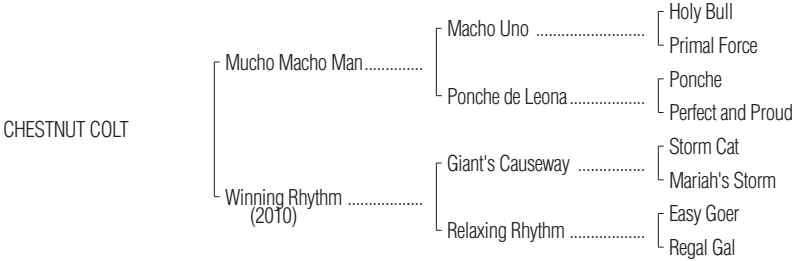 Holy Bull
Macho Uno ........................
Primal Force
Mucho Macho Man..............
Ponche
Ponche de Leona................
Perfect and Proud
CHESTNUT COLT
Storm Cat
Giant's Causeway ...............
Mariah's Storm
Winning Rhythm .................
(2010)
Easy Goer
Relaxing Rhythm .................
Regal Gal